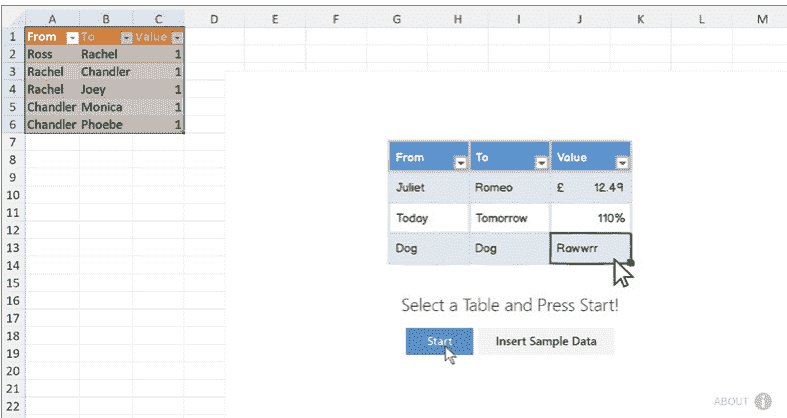 A B C D E F G H I J K L M
1 From To Value
2 Ross Rachel 1
3 Rachel Chandler 1
4 Rachel Joey 1
5 Chandler Monica 1
6 Chandler Phoebe 1
7
8
9
10
11
12
13
14
15
16
17
18
19
20
21
22
From To Value
Juliet Romeo £ 12.49
Today Tomorrow 110%
Dog Dog Rawwrr
Select a Table and Press Start!
Start Insert Sample Data
ABOUT i